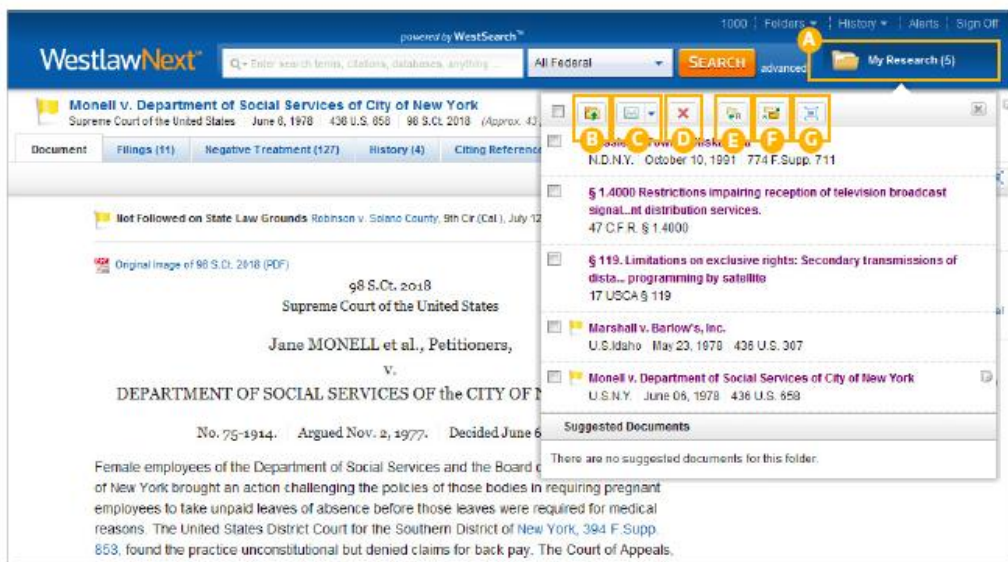 1000 | Folders | History | Alerts | Sign Off
powered by WestSearch™
WestlawNext™
Enter search terms, citations, databases, anything ...
All Federal
SEARCH
advanced
A
My Research (5)
Monell v. Department of Social Services of City of New York
Supreme Court of the United States June 6, 1978 436 U.S. 658 98 S.Ct. 2018 (Approx. 43
Document
Filings (11)
Negative Treatment (127)
History (4)
Citing Reference
B C D E F G
N.D.N.Y. October 10, 1991 774 F.Supp. 711
§ 1.4000 Restrictions impairing reception of television broadcast
signal...nt distribution services.
47 C.F.R. § 1.4000
§ 119. Limitations on exclusive rights: Secondary transmissions of
dista... programming by satellite
17 USCA § 119
Marshall v. Barlow's, Inc.
U.S.Idaho May 23, 1978 436 U.S. 307
Monell v. Department of Social Services of City of New York
U.S.N.Y. June 06, 1978 436 U.S. 658
Suggested Documents
There are no suggested documents for this folder.
Not Followed on State Law Grounds Robinson v. Solano County, 9th Cir.(Cal.), July 12
Original Image of 98 S.Ct. 2018 (PDF)
98 S.Ct. 2018
Supreme Court of the United States
Jane MONELL et al., Petitioners,
v.
DEPARTMENT OF SOCIAL SERVICES OF the CITY OF
No. 75-1914. Argued Nov. 2, 1977. Decided June 6
Female employees of the Department of Social Services and the Board
of New York brought an action challenging the policies of those bodies in requiring pregnant
employees to take unpaid leaves of absence before those leaves were required for medical
reasons. The United States District Court for the Southern District of New York, 394 F.Supp.
853, found the practice unconstitutional but denied claims for back pay. The Court of Appeals,